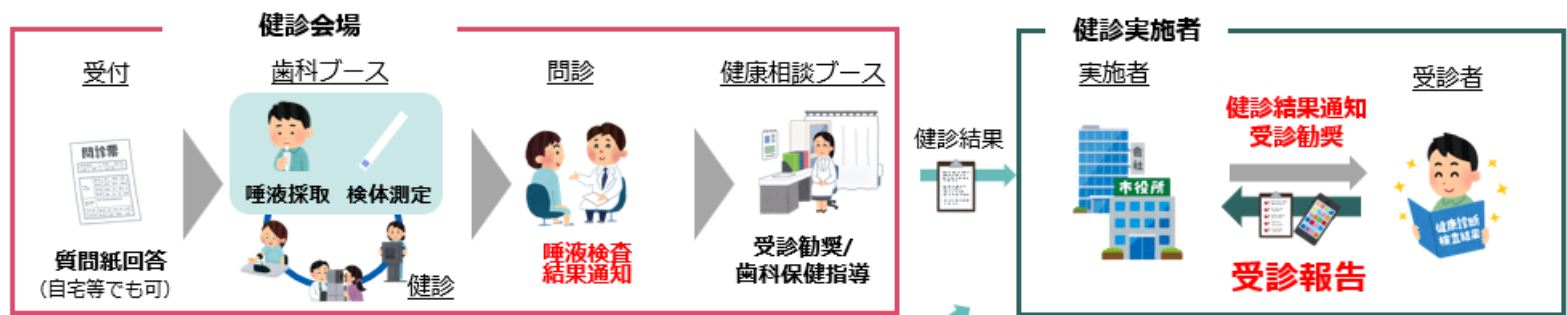 健診会場
受付
歯科ブース
問診
健康相談ブース
問診票
唾液採取 検体測定
健診
質問紙回答
（自宅等でも可）
唾液検査
結果通知
受診勧奨/
歯科保健指導
健診結果
健診実施者
実施者
受診者
会社
市役所
健診結果通知
受診勧奨
健康診断
検査結果
受診報告